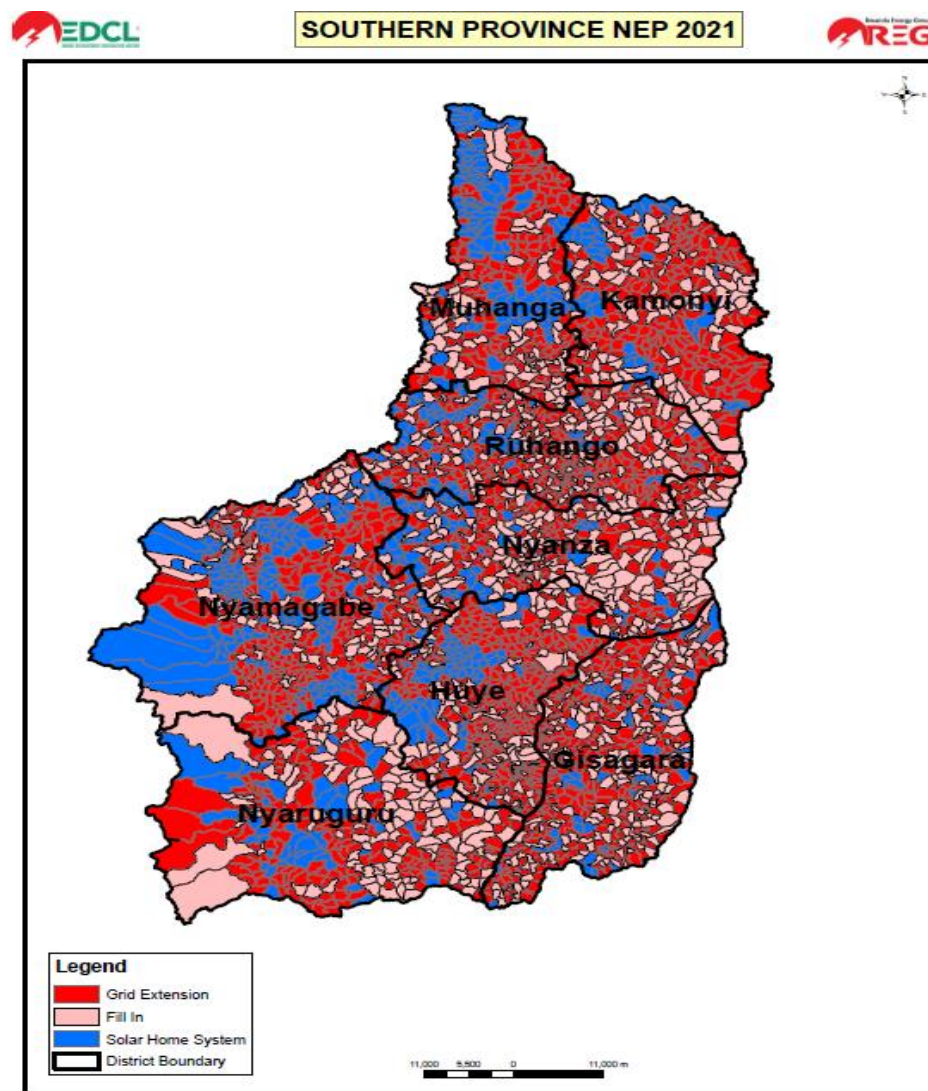 EDCL
SOUTHERN PROVINCE NEP 2021
REG
Muhanga
Kamonyi
Ruhango
Nyanza
Nyamagabe
Huye
Gisagara
Nyaruguru
Legend
Grid Extension
Fill In
Solar Home System
District Boundary
11,000 5,500 0 11,000 m